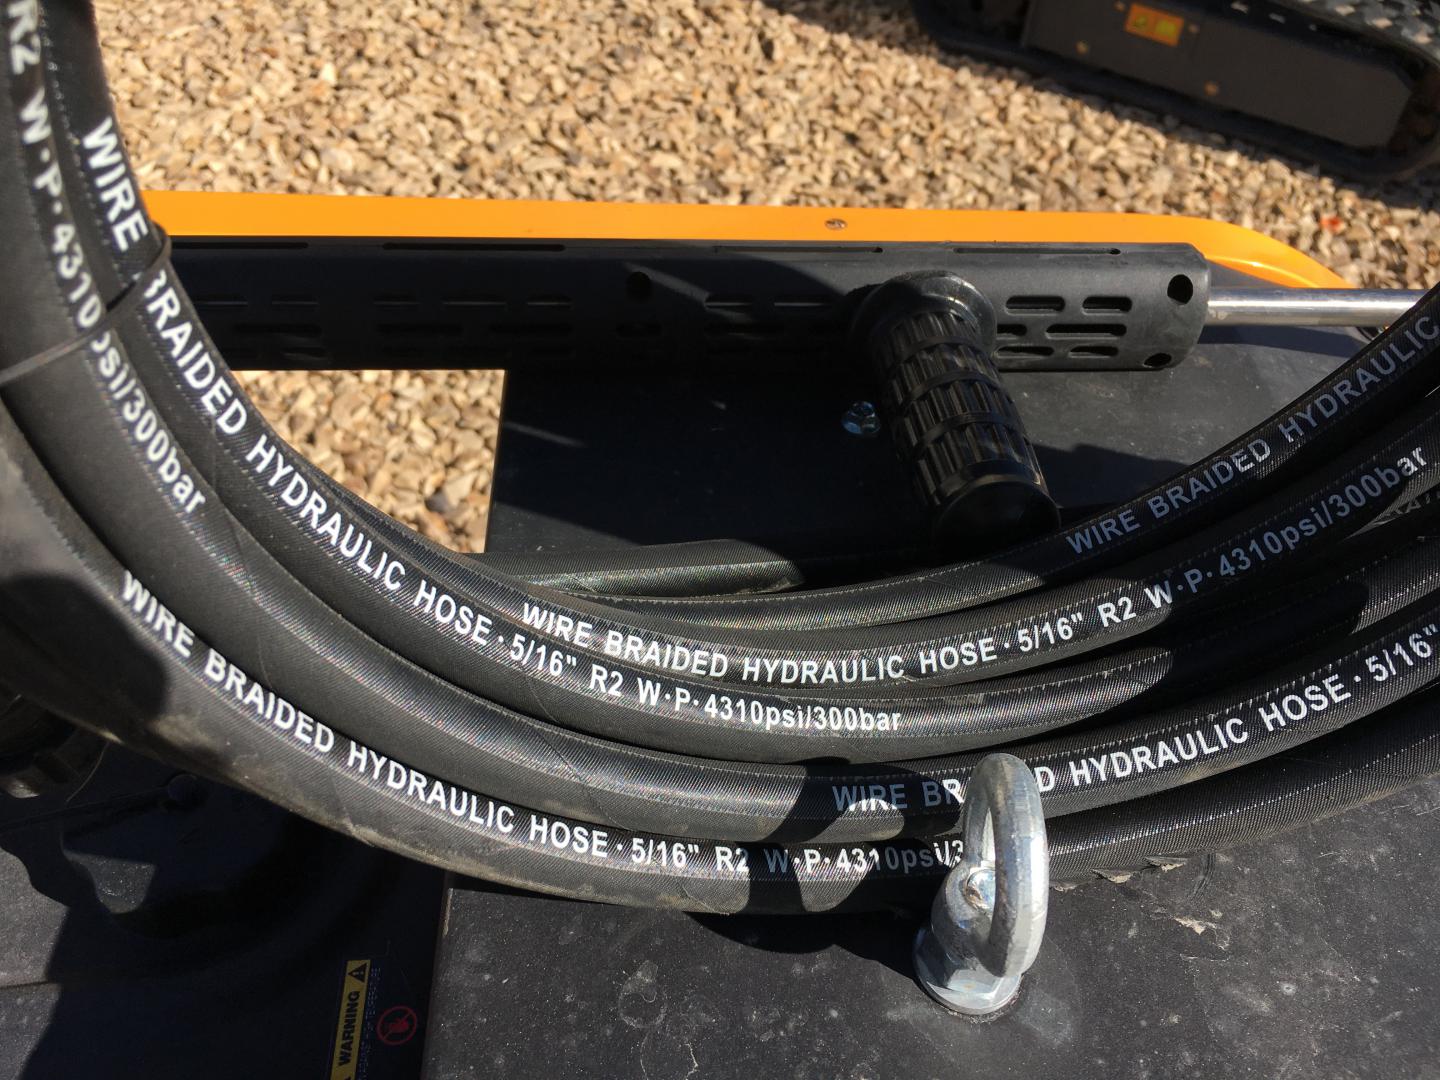 R2 W·P·4310psi/300bar
WIRE BRAIDED HYDRAULIC HOSE·5/16" R2 W·P·4310psi/300bar
WIRE BRAIDED HYDRAULIC
WIRE BRAIDED HYDRAULIC HOSE·5/16" R2 W·P·4310psi/300bar
WIRE BRAIDED HYDRAULIC HOSE·5/16"
WIRE BRAIDED HYDRAULIC HOSE·5/16" R2 W·P·4310psi/3
WARNING